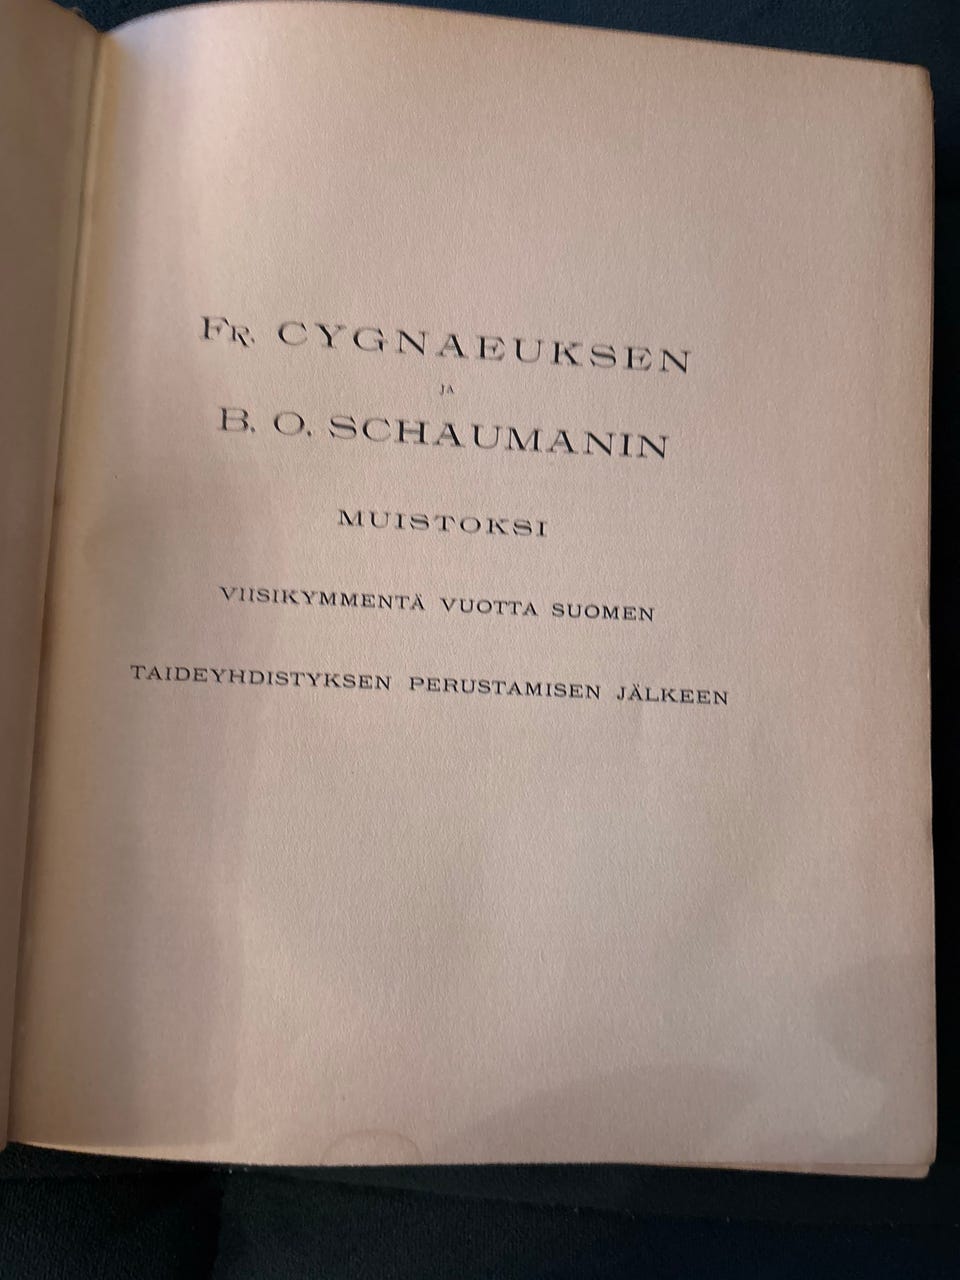 FR. CYGNAEUKSEN
JA
B. O. SCHAUMANIN
MUISTOKSI
VIISIKYMMENTÄ VUOTTA SUOMEN
TAIDEYHDISTYKSEN PERUSTAMISEN JÄLKEEN